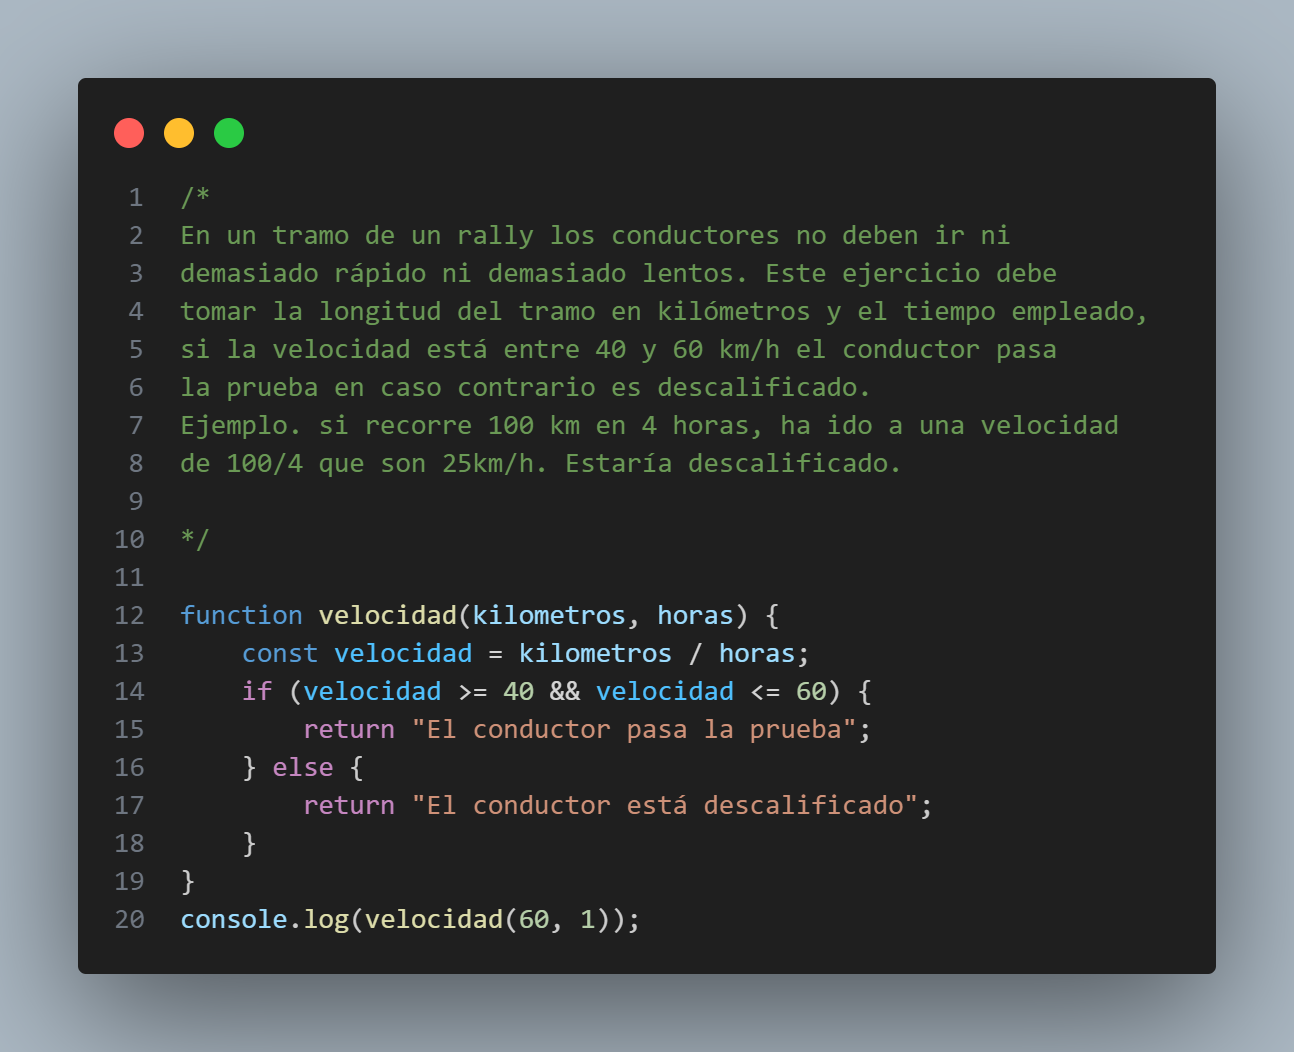 1 /*
2 En un tramo de un rally los conductores no deben ir ni
3 demasiado rápido ni demasiado lentos. Este ejercicio debe
4 tomar la longitud del tramo en kilómetros y el tiempo empleado,
5 si la velocidad está entre 40 y 60 km/h el conductor pasa
6 la prueba en caso contrario es descalificado.
7 Ejemplo. si recorre 100 km en 4 horas, ha ido a una velocidad
8 de 100/4 que son 25km/h. Estaría descalificado.
9
10 */
11
12 function velocidad(kilometros, horas) {
13     const velocidad = kilometros / horas;
14     if (velocidad >= 40 && velocidad <= 60) {
15         return "El conductor pasa la prueba";
16     } else {
17         return "El conductor está descalificado";
18     }
19 }
20 console.log(velocidad(60, 1));